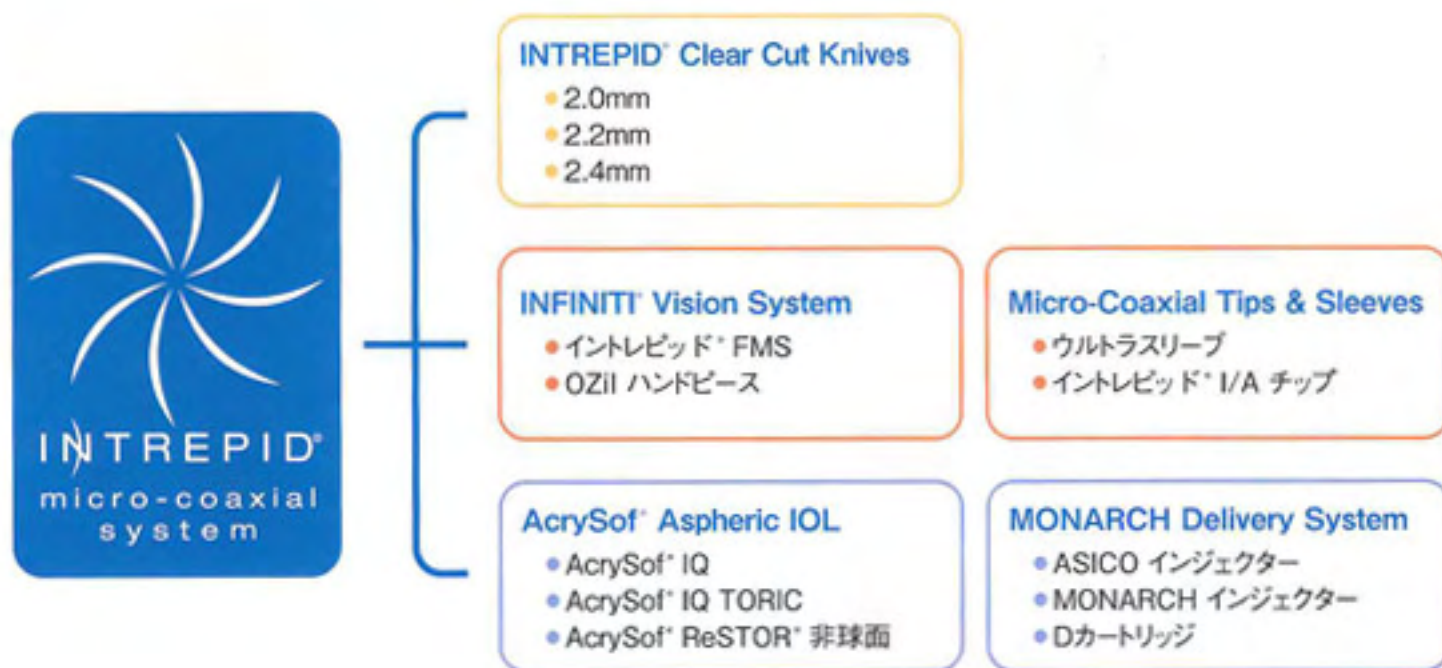 INTREPID®
micro-coaxial
system
INTREPID® Clear Cut Knives
• 2.0mm
• 2.2mm
• 2.4mm
INFINITI® Vision System
• イントレピッド® FMS
• OZil ハンドピース
Micro-Coaxial Tips & Sleeves
• ウルトラスリーブ
• イントレピッド® I/A チップ
AcrySof® Aspheric IOL
• AcrySof® IQ
• AcrySof® IQ TORIC
• AcrySof® ReSTOR® 非球面
MONARCH Delivery System
• ASICO インジェクター
• MONARCH インジェクター
• Dカートリッジ